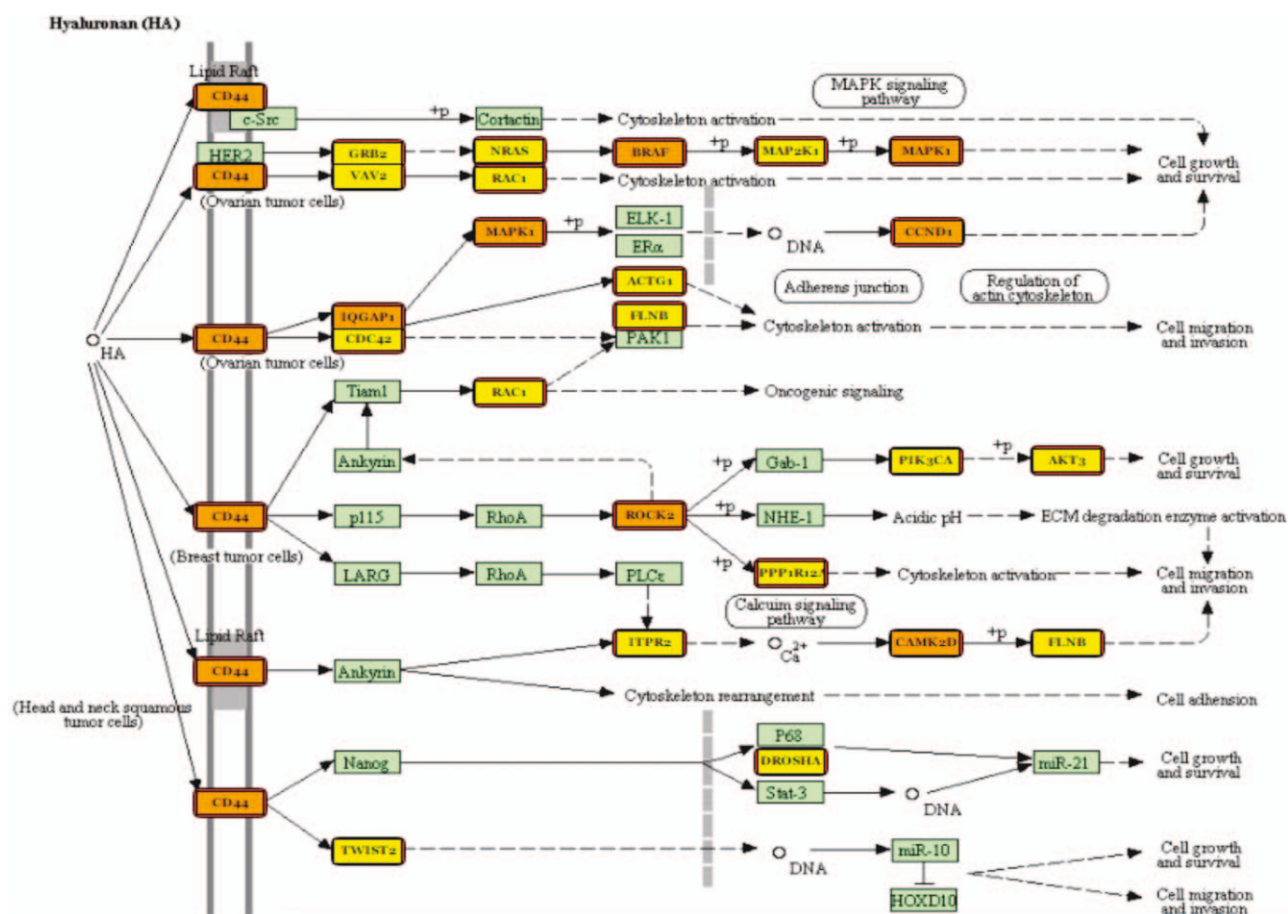 Hyaluronan (HA)
Lipid Raft
CD44
c-Src
+p
Cortactin
Cytoskeleton activation
MAPK signaling
pathway
HER2
GRB2
NRAS
BRAF
+p
MAP2K1
+p
MAPK1
Cell growth
and survival
CD44
VAV2
RAC1
Cytoskeleton activation
(Ovarian tumor cells)
MAPK1
+p
ELK-1
ERα
DNA
CCND1
ACTG1
Adherens junction
Regulation of
actin cytoskeleton
HA
CD44
IQGAP1
CDC42
FLNB
PAK1
Cytoskeleton activation
Cell migration
and invasion
(Ovarian tumor cells)
Tiam1
RAC1
Oncogenic signaling
Ankyrin
+p
Gab-1
PIK3CA
+p
AKT3
Cell growth
and survival
CD44
p115
RhoA
ROCK2
+p
NHE-1
Acidic pH
ECM degradation enzyme activation
(Breast tumor cells)
LARG
RhoA
PLCε
+p
PPP1R12A
Cytoskeleton activation
Cell migration
and invasion
Lipid Raft
Calcuim signaling
pathway
CD44
Ankyrin
ITPR2
Ca2+
CAMK2D
+p
FLNB
Cytoskeleton rearrangement
Cell adhension
(Head and neck squamous
tumor cells)
Nanog
P68
DROSHA
miR-21
Cell growth
and survival
CD44
Stat-3
DNA
TWIST2
DNA
miR-10
Cell growth
and survival
HOXD10
Cell migration
and invasion